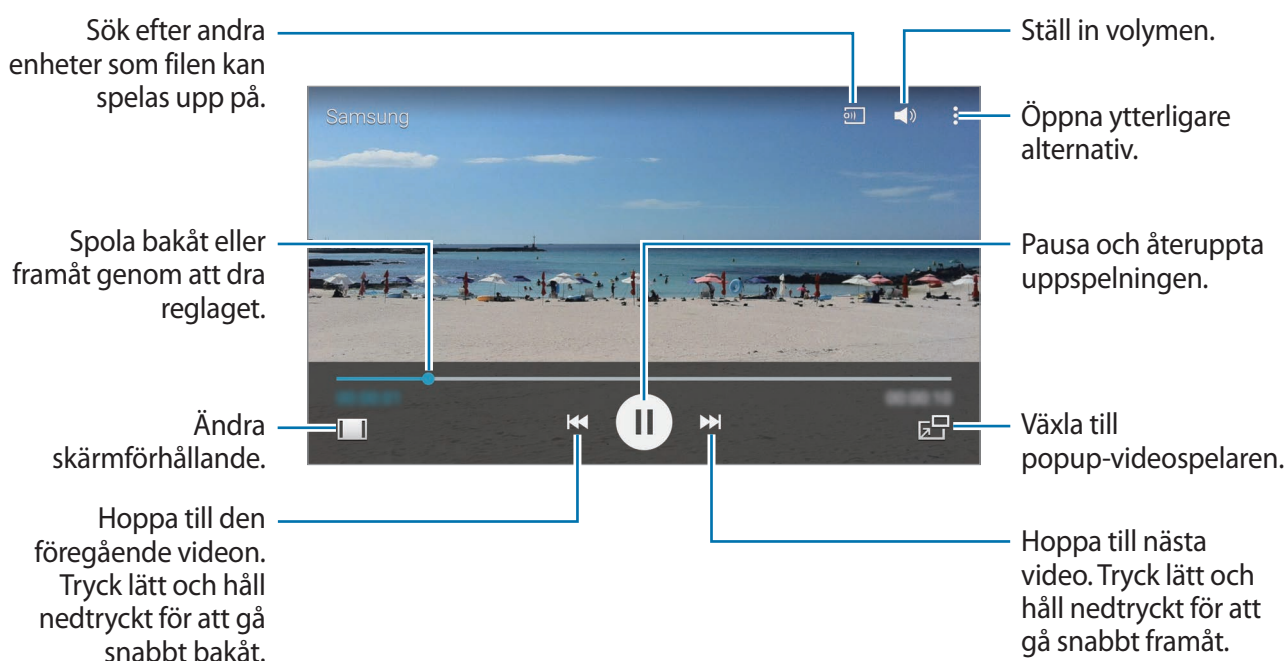 Sök efter andra
enheter som filen kan
spelas upp på.
Ställ in volymen.
Samsung
Öppna ytterligare
alternativ.
Spola bakåt eller
framåt genom att dra
reglaget.
Pausa och återuppta
uppspelningen.
Ändra
skärmförhållande.
Växla till
popup-videospelaren.
Hoppa till den
föregående videon.
Tryck lätt och håll
nedtryckt för att gå
snabbt bakåt.
Hoppa till nästa
video. Tryck lätt och
håll nedtryckt för att
gå snabbt framåt.